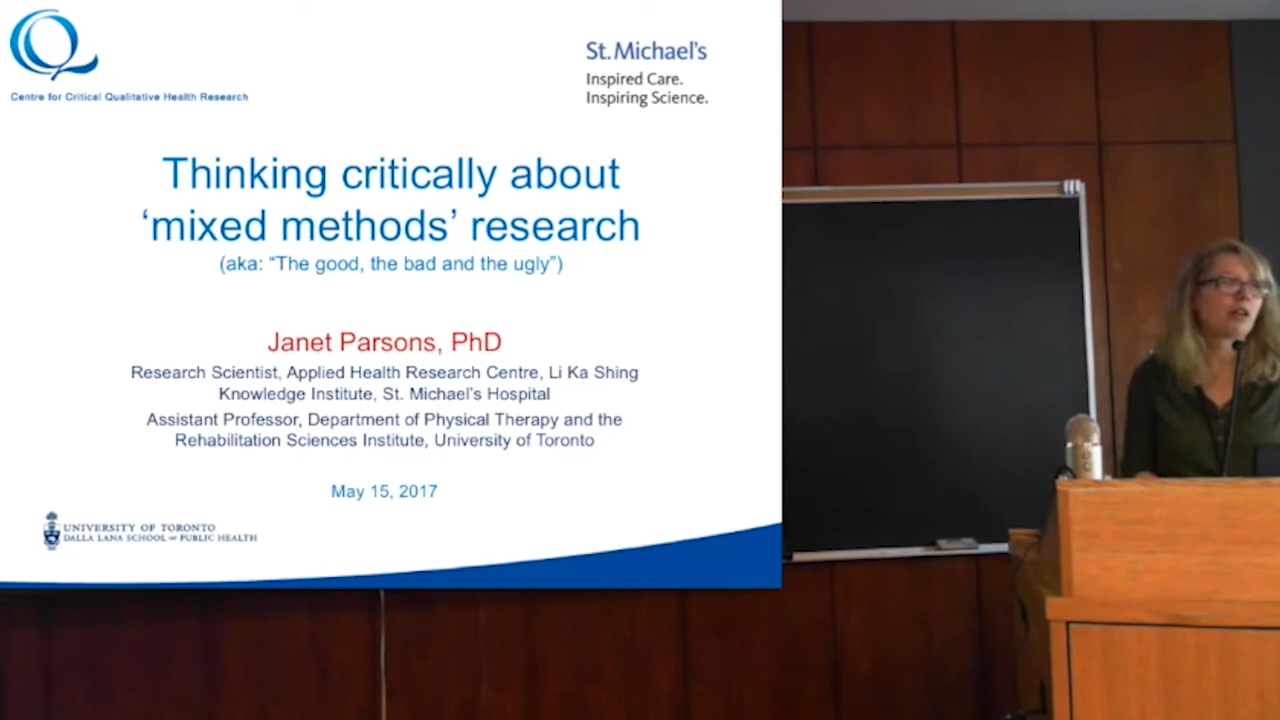 Centre for Critical Qualitative Health Research
St. Michael's
Inspired Care.
Inspiring Science.
Thinking critically about
‘mixed methods’ research
(aka: “The good, the bad and the ugly”)
Janet Parsons, PhD
Research Scientist, Applied Health Research Centre, Li Ka Shing
Knowledge Institute, St. Michael’s Hospital
Assistant Professor, Department of Physical Therapy and the
Rehabilitation Sciences Institute, University of Toronto
May 15, 2017
UNIVERSITY OF TORONTO
DALLA LANA SCHOOL OF PUBLIC HEALTH